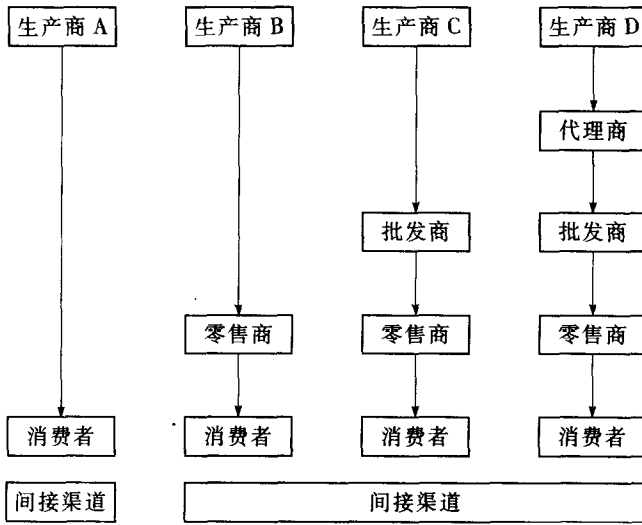 生产商 A
生产商 B
生产商 C
生产商 D
代理商
批发商
批发商
零售商
零售商
零售商
消费者
消费者
消费者
消费者
间接渠道
间接渠道